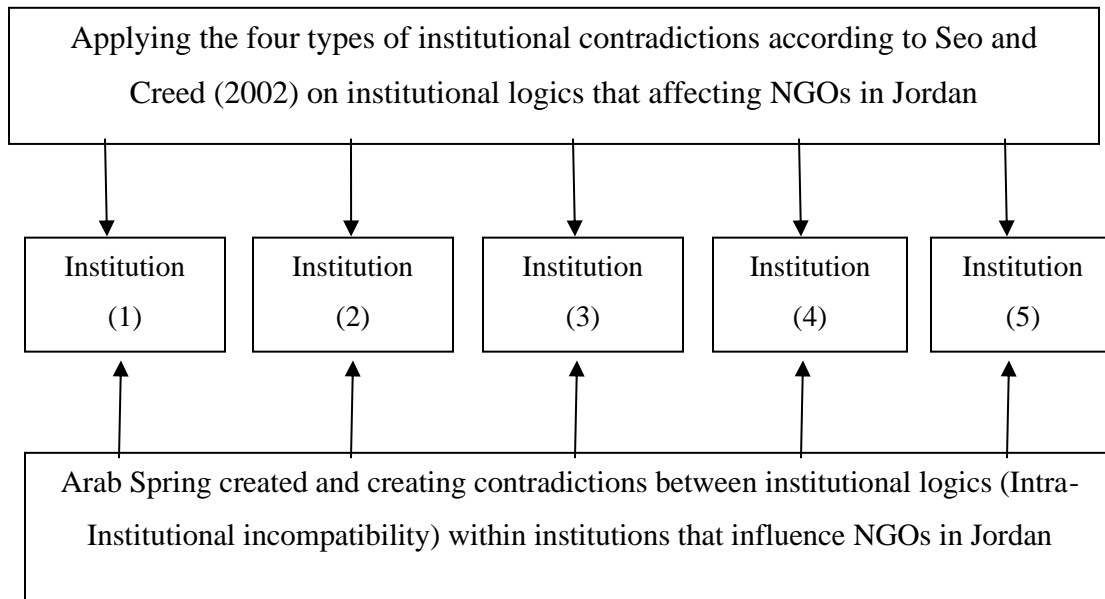 Applying the four types of institutional contradictions according to Seo and
Creed (2002) on institutional logics that affecting NGOs in Jordan
Institution
(1)
Institution
(2)
Institution
(3)
Institution
(4)
Institution
(5)
Arab Spring created and creating contradictions between institutional logics (Intra-
Institutional incompatibility) within institutions that influence NGOs in Jordan